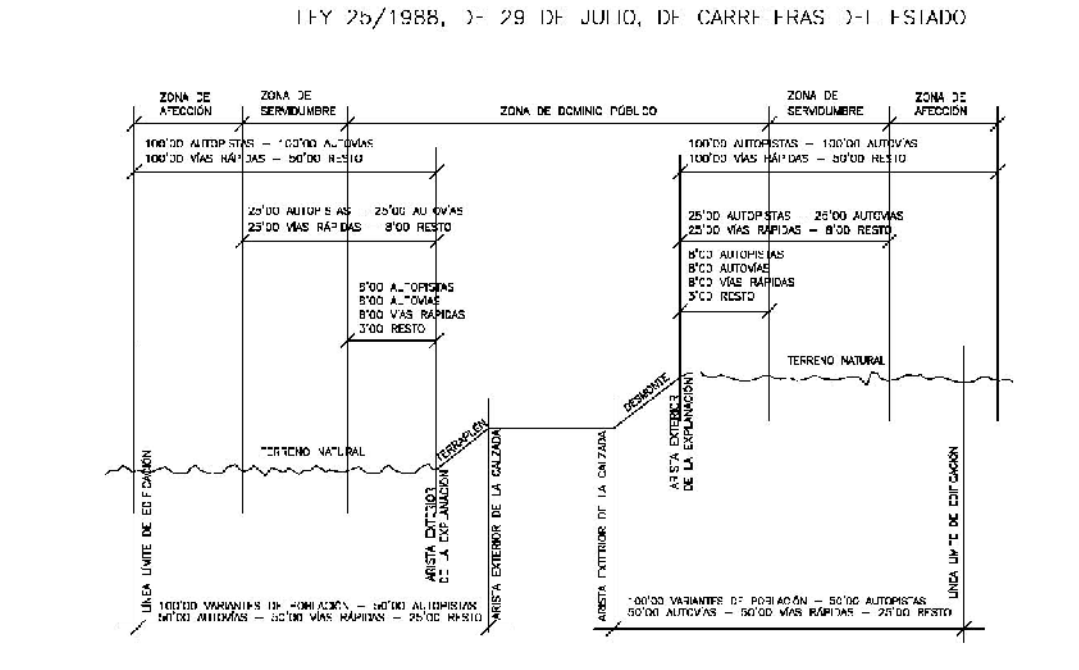 LEY 25/1988, DE 29 DE JULIO, DE CARRETERAS DEL ESTADO
ZONA DE AFECCIÓN
ZONA DE SERVIDUMBRE
ZONA DE DOMINIO PÚBLICO
ZONA DE SERVIDUMBRE
ZONA DE AFECCIÓN
100'00 AUTOPISTAS – 100'00 AUTOVÍAS
100'00 VÍAS RÁPIDAS – 50'00 RESTO
100'00 AUTOPISTAS – 100'00 AUTOVÍAS
100'00 VÍAS RÁPIDAS – 50'00 RESTO
25'00 AUTOPISTAS 25'00 AUTOVÍAS
25'00 VÍAS RÁPIDAS 8'00 RESTO
25'00 AUTOPISTAS – 25'00 AUTOVÍAS
25'00 VÍAS RÁPIDAS – 8'00 RESTO
8'00 AUTOPISTAS
8'00 AUTOVÍAS
8'00 VÍAS RÁPIDAS
3'00 RESTO
8'00 AUTOPISTAS
8'00 AUTOVÍAS
8'00 VÍAS RÁPIDAS
3'00 RESTO
TERRENO NATURAL
DESMONTE
TERRAPLÉN
TERRENO NATURAL
LÍNEA LÍMITE DE EDIFICACIÓN
ARISTA EXTERIOR
DE LA EXPLANACIÓN
ARISTA EXTERIOR DE LA CALZADA
ARISTA EXTERIOR DE LA CALZADA
ARISTA EXTERIOR
DE LA EXPLANACIÓN
LÍNEA LÍMITE DE EDIFICACIÓN
100'00 VARIANTES DE POBLACIÓN – 50'00 AUTOPISTAS
50'00 AUTOVÍAS – 50'00 VÍAS RÁPIDAS – 25'00 RESTO
100'00 VARIANTES DE POBLACIÓN – 50'00 AUTOPISTAS
50'00 AUTOVÍAS – 50'00 VÍAS RÁPIDAS – 25'00 RESTO